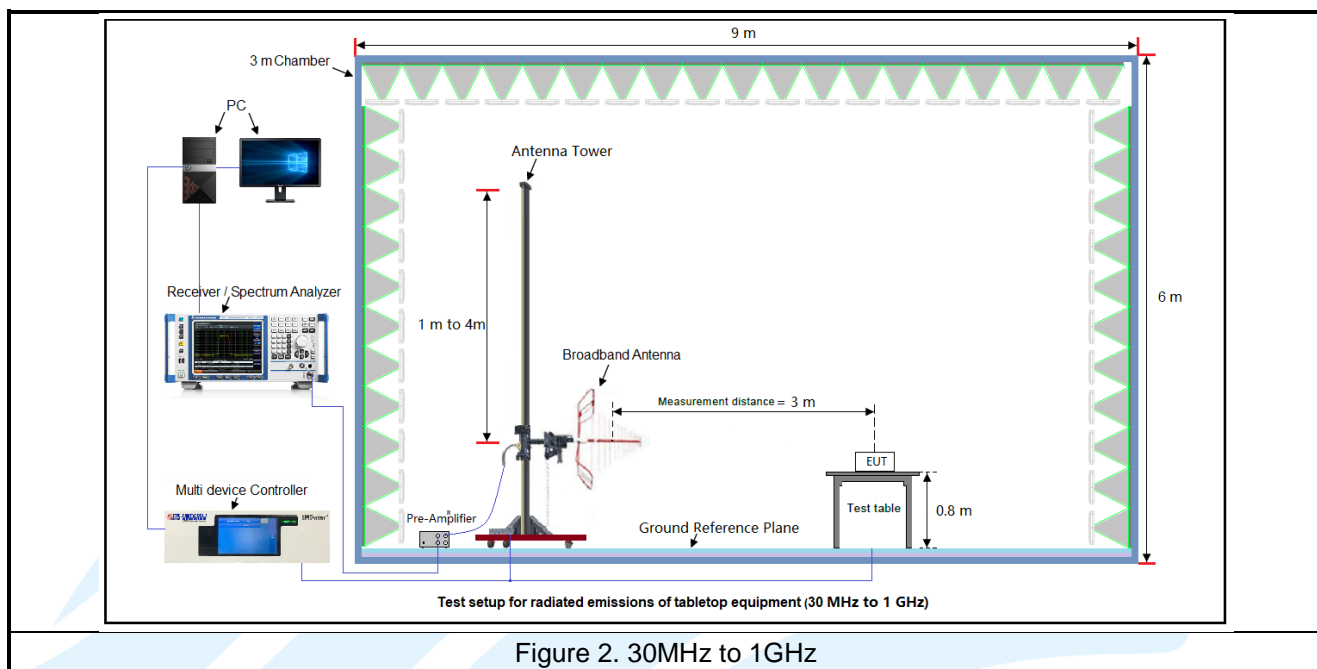 9 m
3 m Chamber
PC
Antenna Tower
Receiver / Spectrum Analyzer
1 m to 4m
6 m
Broadband Antenna
Measurement distance = 3 m
EUT
Multi device Controller
Pre-Amplifier
Test table
0.8 m
Ground Reference Plane
Test setup for radiated emissions of tabletop equipment (30 MHz to 1 GHz)
Figure 2. 30MHz to 1GHz